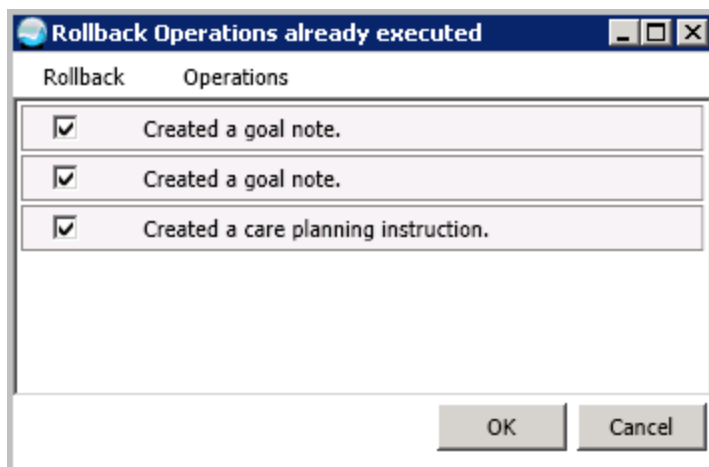 Rollback Operations already executed
Rollback Operations
Created a goal note.
Created a goal note.
Created a care planning instruction.
OK Cancel